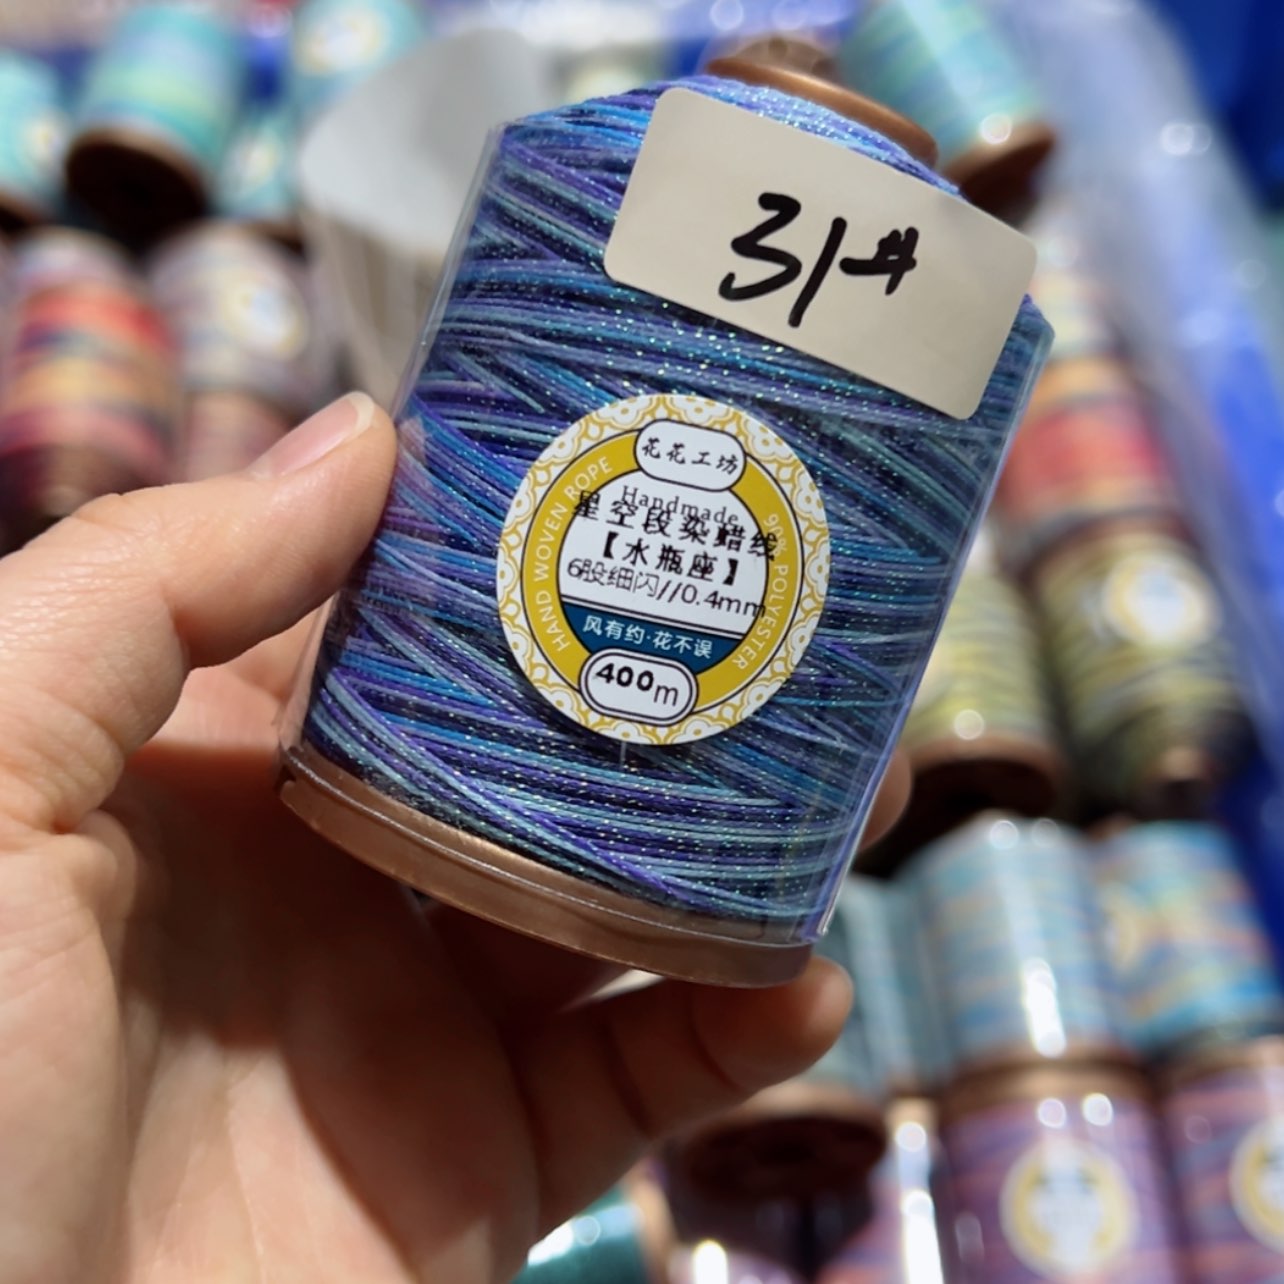 31#
花花工坊
Handmade
星空段染蜡线
【水瓶座】
6股细闪//0.4mm
HAND WOVEN ROPE
90% POLYESTER
风有约·花不误
400m